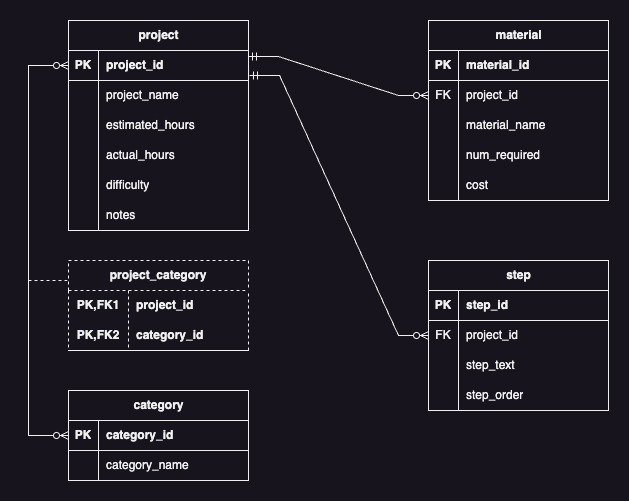 project
PK project_id
project_name
estimated_hours
actual_hours
difficulty
notes
material
PK material_id
FK project_id
material_name
num_required
cost
project_category
PK,FK1 project_id
PK,FK2 category_id
step
PK step_id
FK project_id
step_text
step_order
category
PK category_id
category_name